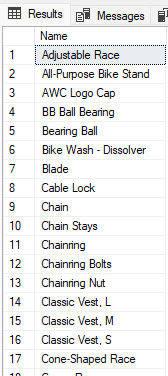 Results Messages
Name
1 Adjustable Race
2 All-Purpose Bike Stand
3 AWC Logo Cap
4 BB Ball Bearing
5 Bearing Ball
6 Bike Wash - Dissolver
7 Blade
8 Cable Lock
9 Chain
10 Chain Stays
11 Chainring
12 Chainring Bolts
13 Chainring Nut
14 Classic Vest, L
15 Classic Vest, M
16 Classic Vest, S
17 Cone-Shaped Race